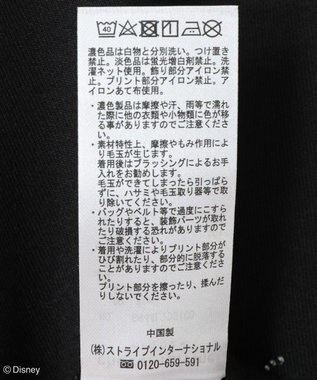 40
濃色品は白物と分別洗い。つけ置き
禁止。淡色品は蛍光増白剤禁止。洗
濯ネット使用。飾り部分アイロン禁
止。プリント部分アイロン禁止。ア
イロンあて布使用。
・濃色製品は摩擦や汗、雨等で濡れ
た際に他の衣類や小物類に色が移
る事がありますのでご注意くださ
い。
・素材特性上、摩擦やもみ作用によ
り毛玉が生じます。
着用後はブラッシングによるお手
入れをお勧めします。
毛玉ができてしまったら引っぱら
ずに、ハサミや毛玉取り器等で取
り除いてください。
・バッグやベルト等で過度にこすら
れたりすると、装飾パーツが取れ
たり破損する恐れがありますので
ご注意ください。
・着用や洗濯によりプリント部分が
ひび割れたり、部分的に脱落する
ことがありますのでご注意くださ
い。
プリント部分を擦ったり、揉んだ
りしないでください。
中国製
(株)ストライプインターナショナル
0120-659-591
© Disney